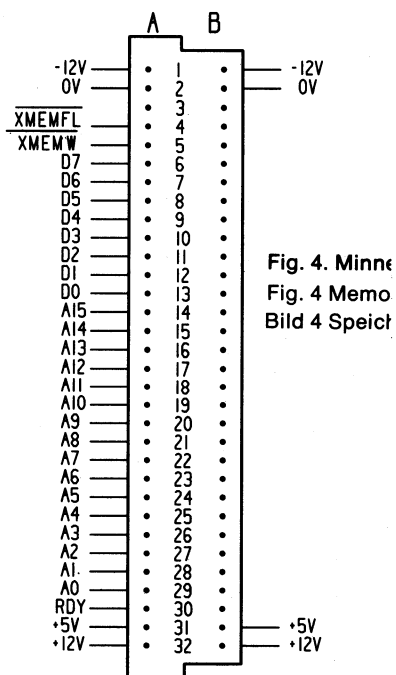 A B
-12V 1 -12V
0V 2 0V
3
XMEMFL 4
XMEMW 5
D7 6
D6 7
D5 8
D4 9
D3 10
D2 11
D1 12
D0 13
A15 14
A14 15
A13 16
A12 17
A11 18
A10 19
A9 20
A8 21
A7 22
A6 23
A5 24
A4 25
A3 26
A2 27
A1 28
A0 29
RDY 30
+5V 31 +5V
+12V 32 +12V
Fig. 4. Minne
Fig. 4 Memo
Bild 4 Speich